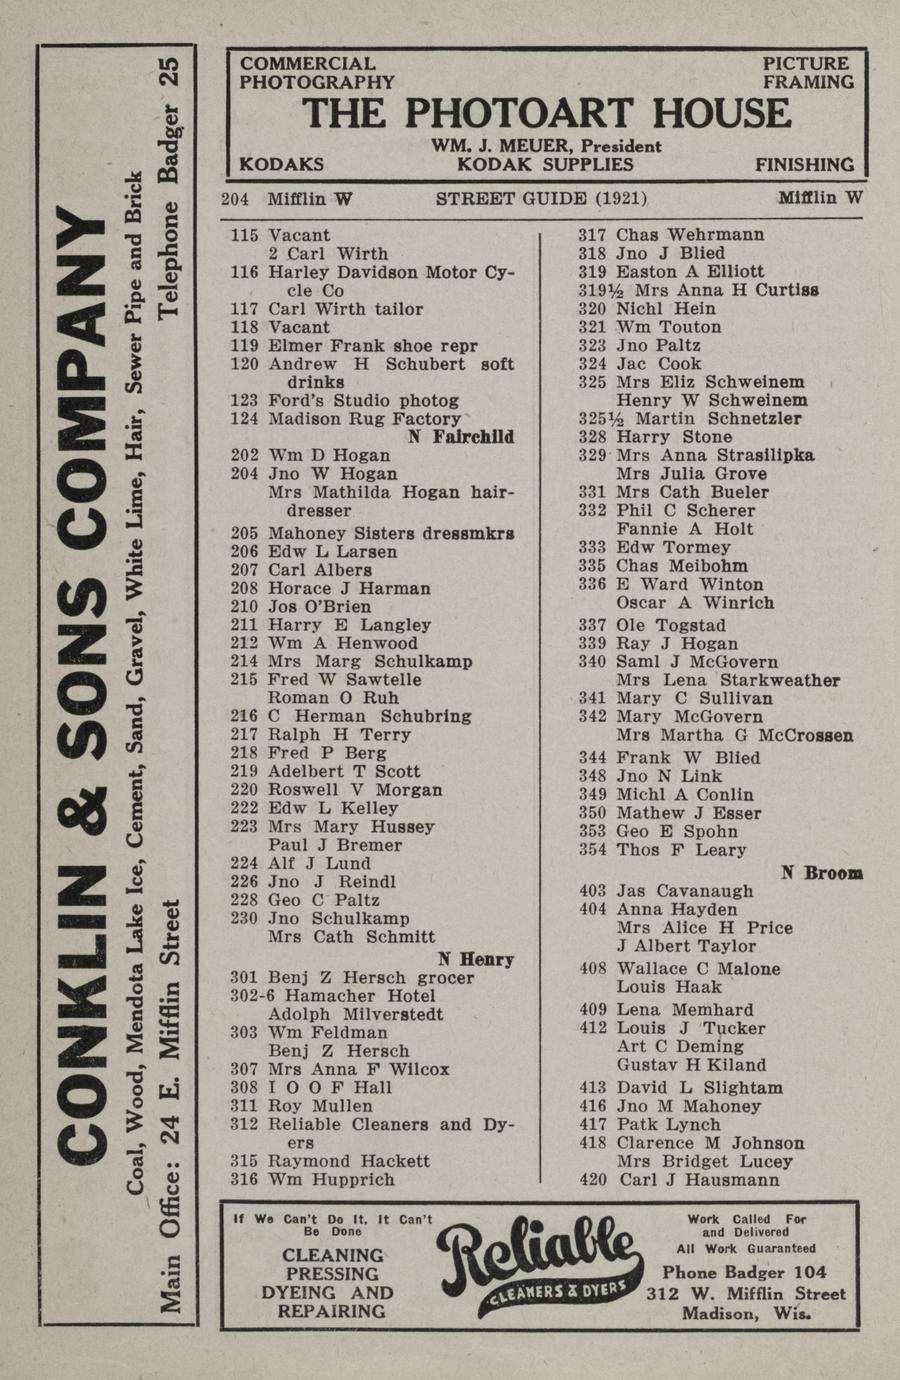 CONKLIN & SONS COMPANY
Coal, Wood, Mendota Lake Ice, Cement, Sand, Gravel, White Lime, Hair, Sewer Pipe and Brick
Main Office: 24 E. Mifflin Street Telephone Badger 25
COMMERCIAL PHOTOGRAPHY
PICTURE FRAMING
THE PHOTOART HOUSE
WM. J. MEUER, President
KODAKS KODAK SUPPLIES FINISHING
204 Mifflin W STREET GUIDE (1921) Mifflin W
115 Vacant
2 Carl Wirth
116 Harley Davidson Motor Cy-
cle Co
117 Carl Wirth tailor
118 Vacant
119 Elmer Frank shoe repr
120 Andrew H Schubert soft
drinks
123 Ford's Studio photog
124 Madison Rug Factory
N Fairchild
202 Wm D Hogan
204 Jno W Hogan
Mrs Mathilda Hogan hair-
dresser
205 Mahoney Sisters dressmkrs
206 Edw L Larsen
207 Carl Albers
208 Horace J Harman
210 Jos O'Brien
211 Harry E Langley
212 Wm A Henwood
214 Mrs Marg Schulkamp
215 Fred W Sawtelle
Roman O Ruh
216 C Herman Schubring
217 Ralph H Terry
218 Fred P Berg
219 Adelbert T Scott
220 Roswell V Morgan
222 Edw L Kelley
223 Mrs Mary Hussey
Paul J Bremer
224 Alf J Lund
226 Jno J Reindl
228 Geo C Paltz
230 Jno Schulkamp
Mrs Cath Schmitt
N Henry
301 Benj Z Hersch grocer
302-6 Hamacher Hotel
Adolph Milverstedt
303 Wm Feldman
Benj Z Hersch
307 Mrs Anna F Wilcox
308 I O O F Hall
311 Roy Mullen
312 Reliable Cleaners and Dy-
ers
315 Raymond Hackett
316 Wm Hupprich
317 Chas Wehrmann
318 Jno J Blied
319 Easton A Elliott
319½ Mrs Anna H Curtiss
320 Nichl Hein
321 Wm Touton
323 Jno Paltz
324 Jac Cook
325 Mrs Eliz Schweinem
Henry W Schweinem
325½ Martin Schnetzler
328 Harry Stone
329 Mrs Anna Strasilipka
Mrs Julia Grove
331 Mrs Cath Bueler
332 Phil C Scherer
Fannie A Holt
333 Edw Tormey
335 Chas Meibohm
336 E Ward Winton
Oscar A Winrich
337 Ole Togstad
339 Ray J Hogan
340 Saml J McGovern
Mrs Lena Starkweather
341 Mary C Sullivan
342 Mary McGovern
Mrs Martha G McCrossen
344 Frank W Blied
348 Jno N Link
349 Michl A Conlin
350 Mathew J Esser
353 Geo E Spohn
354 Thos F Leary
N Broom
403 Jas Cavanaugh
404 Anna Hayden
Mrs Alice H Price
J Albert Taylor
408 Wallace C Malone
Louis Haak
409 Lena Memhard
412 Louis J Tucker
Art C Deming
Gustav H Kiland
413 David L Slightam
416 Jno M Mahoney
417 Patk Lynch
418 Clarence M Johnson
Mrs Bridget Lucey
420 Carl J Hausmann
If We Can't Do It, It Can't
Be Done
CLEANING
PRESSING
DYEING AND
REPAIRING
Reliable
CLEANERS & DYERS
Work Called For
and Delivered
All Work Guaranteed
Phone Badger 104
312 W. Mifflin Street
Madison, Wis.